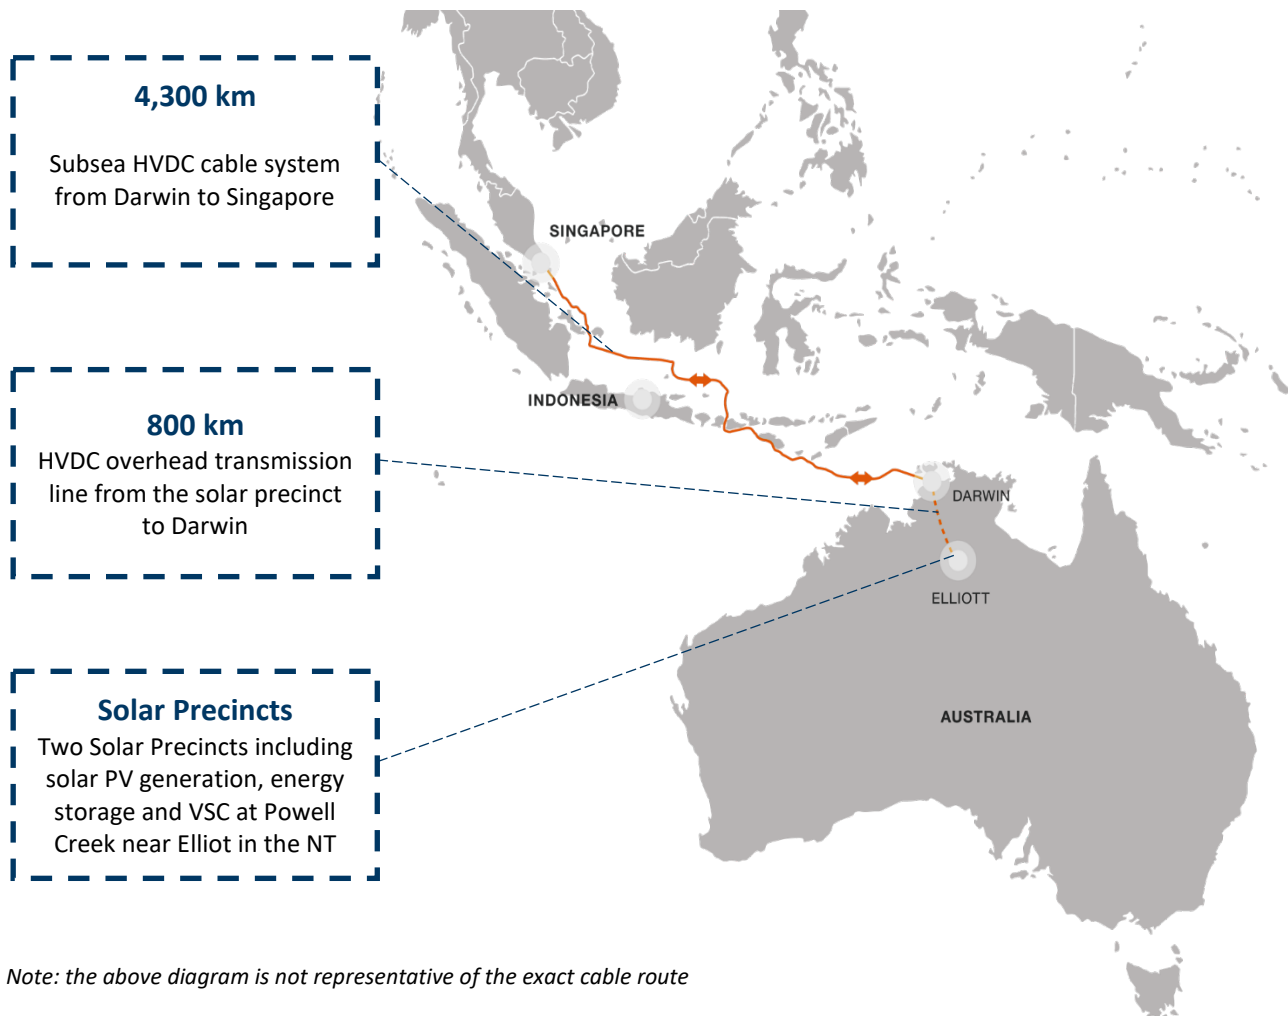 4,300 km
Subsea HVDC cable system
from Darwin to Singapore
800 km
HVDC overhead transmission
line from the solar precinct
to Darwin
Solar Precincts
Two Solar Precincts including
solar PV generation, energy
storage and VSC at Powell
Creek near Elliot in the NT
SINGAPORE
INDONESIA
DARWIN
ELLIOTT
AUSTRALIA
Note: the above diagram is not representative of the exact cable route